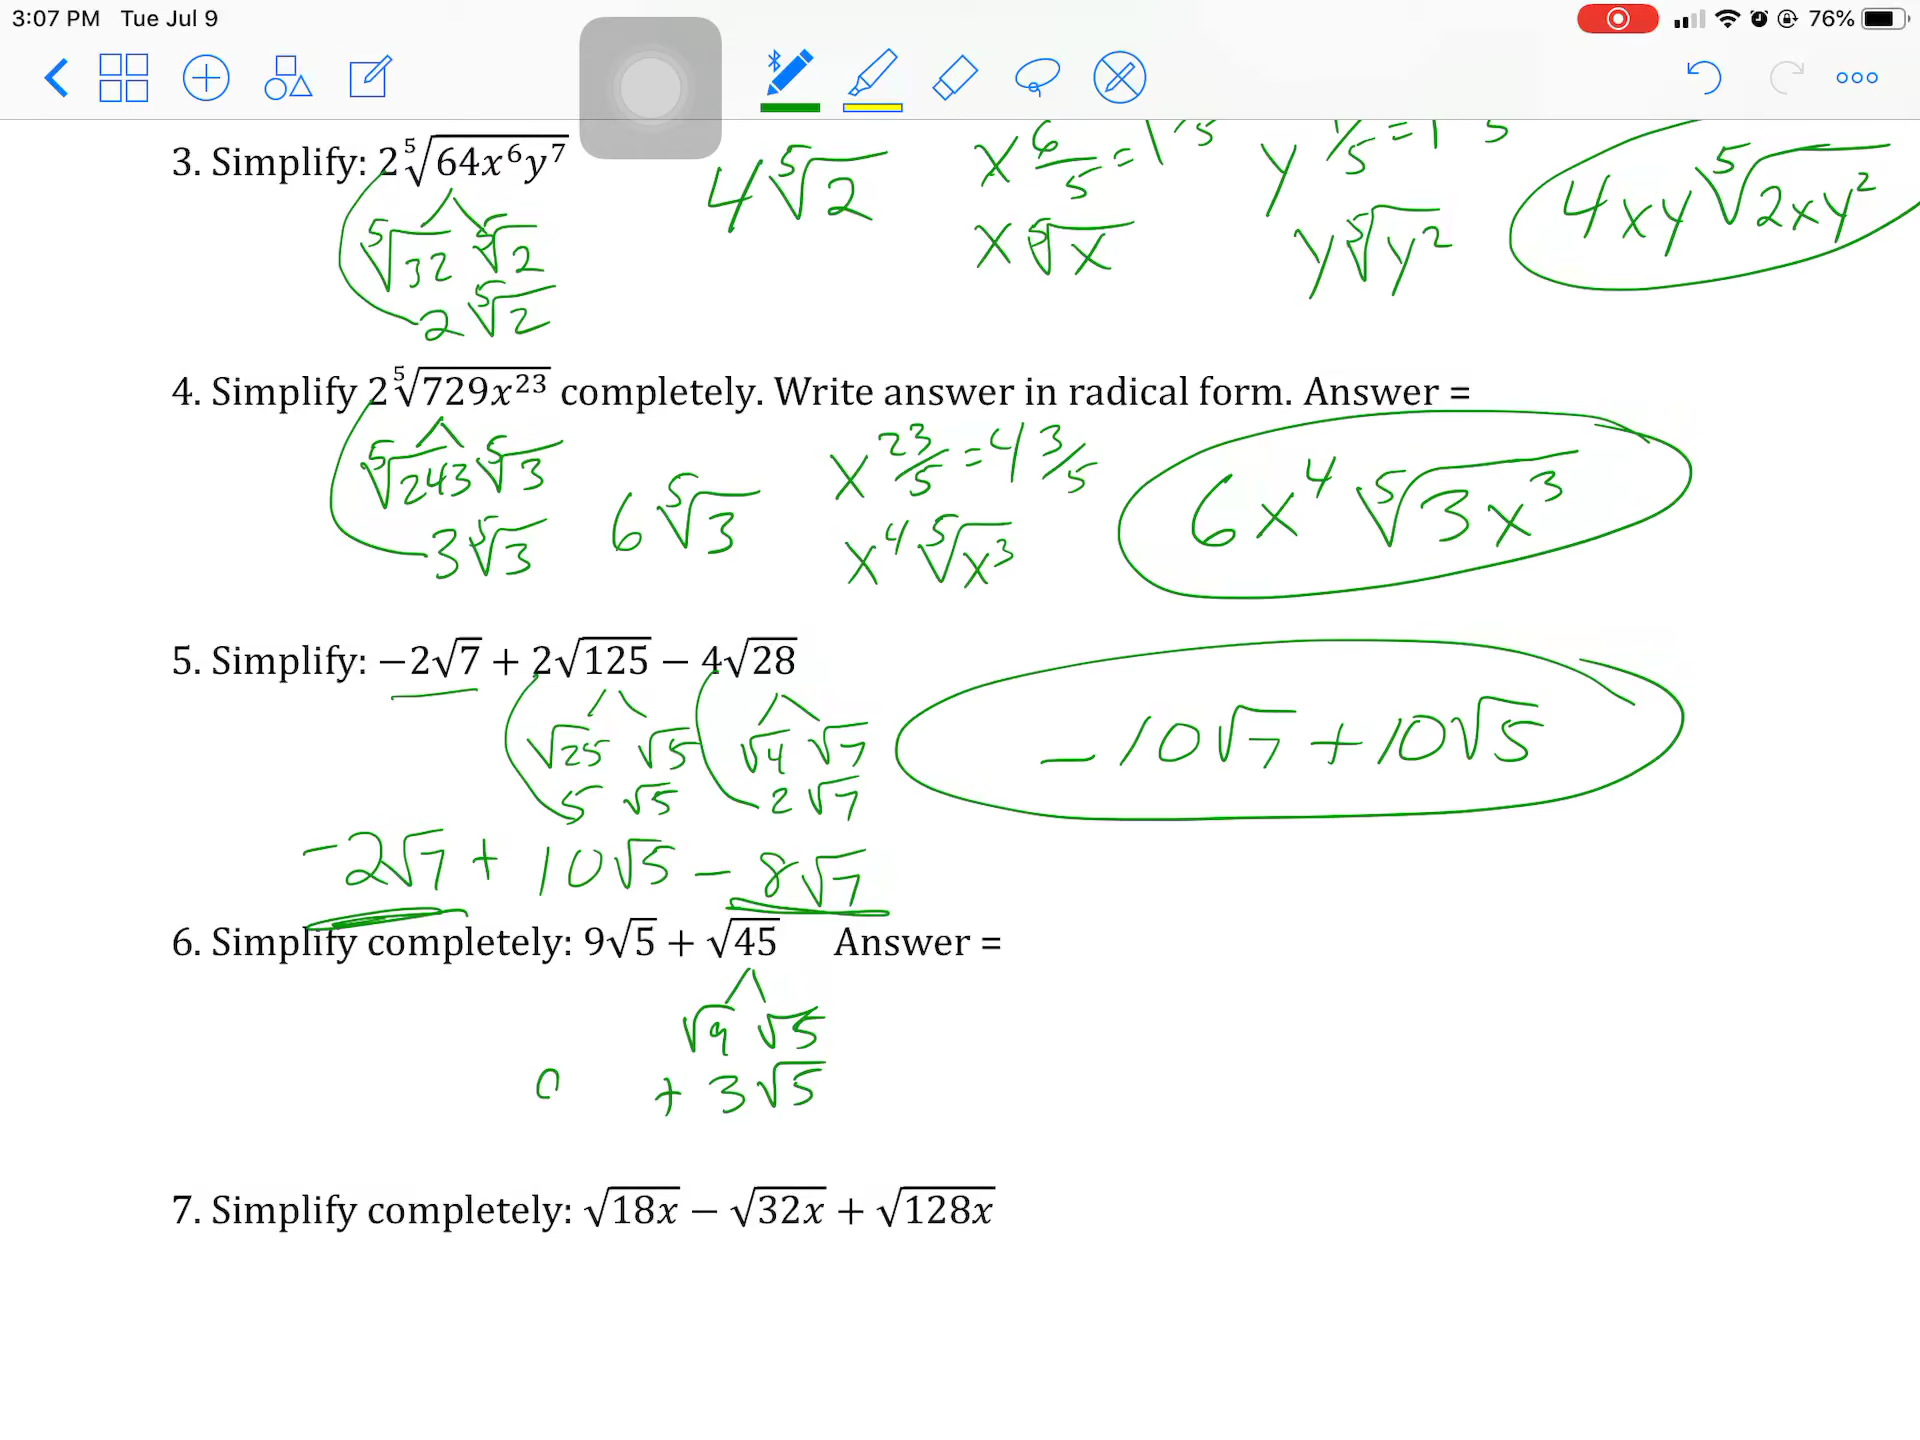 3:07 PM Tue Jul 9 76%
3. Simplify: 2⁵√64x⁶y⁷
⁵√32 ⁵√2
2 ⁵√2
4 ⁵√2
x 6/5 = 1 1/5
x ⁵√x
y 7/5 = 1 2/5
y ⁵√y²
4xy ⁵√2xy²
4. Simplify 2⁵√729x²³ completely. Write answer in radical form. Answer =
⁵√243 ⁵√3
3 ⁵√3
6 ⁵√3
x 23/5 = 4 3/5
x⁴ ⁵√x³
6x⁴ ⁵√3x³
5. Simplify: −2√7 + 2√125 − 4√28
√25 √5 √4 √7
5 √5 2 √7
-2√7 + 10√5 - 8√7
-10√7 + 10√5
6. Simplify completely: 9√5 + √45 Answer =
√9 √5
+ 3√5
7. Simplify completely: √18x − √32x + √128x